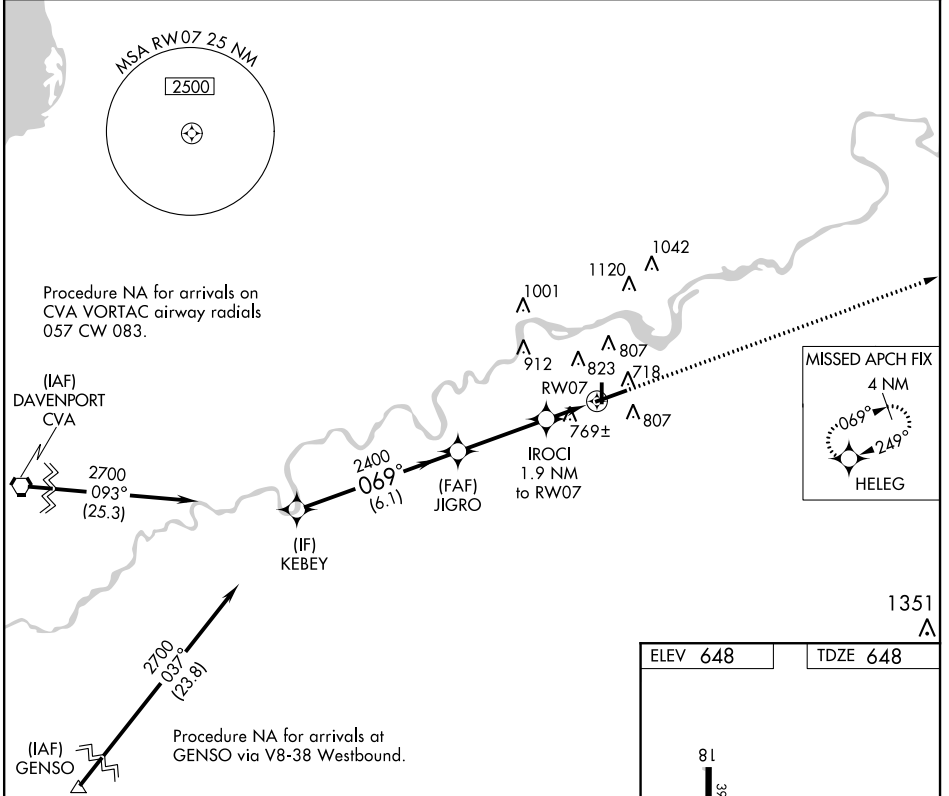 MSA RW07 25 NM
2500
Procedure NA for arrivals on
CVA VORTAC airway radials
057 CW 083.
1042
1120
1001
912
807
823
718
RW07
769±
807
MISSED APCH FIX
4 NM
069°
249°
HELEG
(IAF)
DAVENPORT
CVA
2700
093°
(25.3)
2400
069°
(6.1)
IROCI
1.9 NM
to RW07
(FAF)
JIGRO
(IF)
KEBEY
1351
2700
037°
(23.8)
(IAF)
GENSO
Procedure NA for arrivals at
GENSO via V8-38 Westbound.
ELEV 648
TDZE 648
18